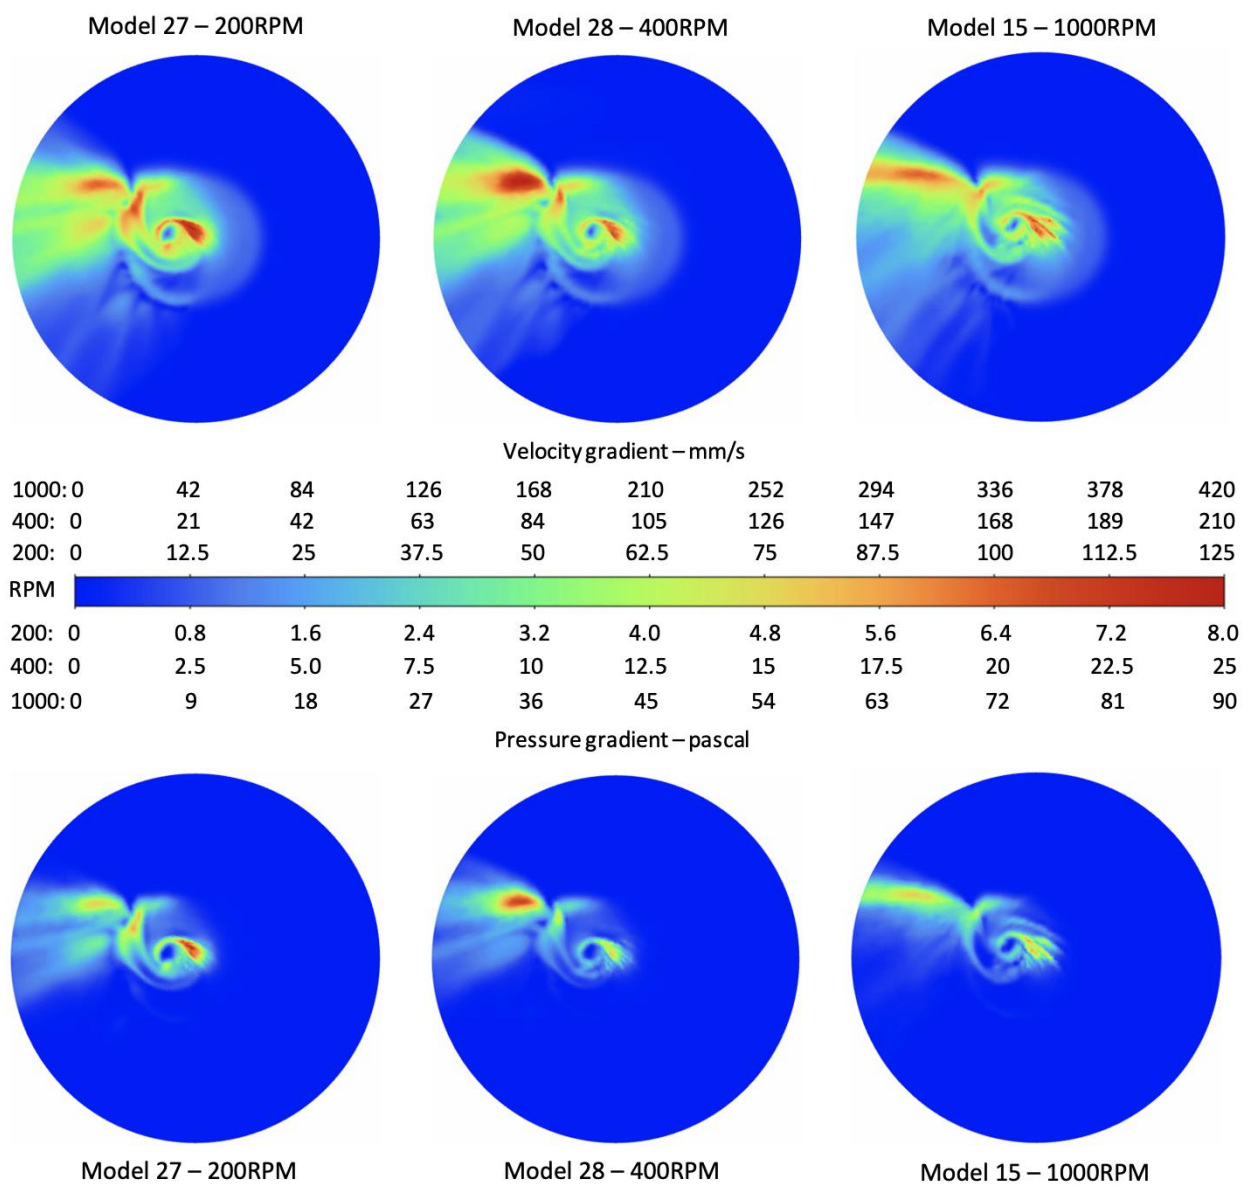 Model 27 – 200RPM Model 28 – 400RPM Model 15 – 1000RPM
Velocity gradient – mm/s
1000: 0 42 84 126 168 210 252 294 336 378 420
400: 0 21 42 63 84 105 126 147 168 189 210
200: 0 12.5 25 37.5 50 62.5 75 87.5 100 112.5 125
RPM
200: 0 0.8 1.6 2.4 3.2 4.0 4.8 5.6 6.4 7.2 8.0
400: 0 2.5 5.0 7.5 10 12.5 15 17.5 20 22.5 25
1000: 0 9 18 27 36 45 54 63 72 81 90
Pressure gradient – pascal
Model 27 – 200RPM Model 28 – 400RPM Model 15 – 1000RPM